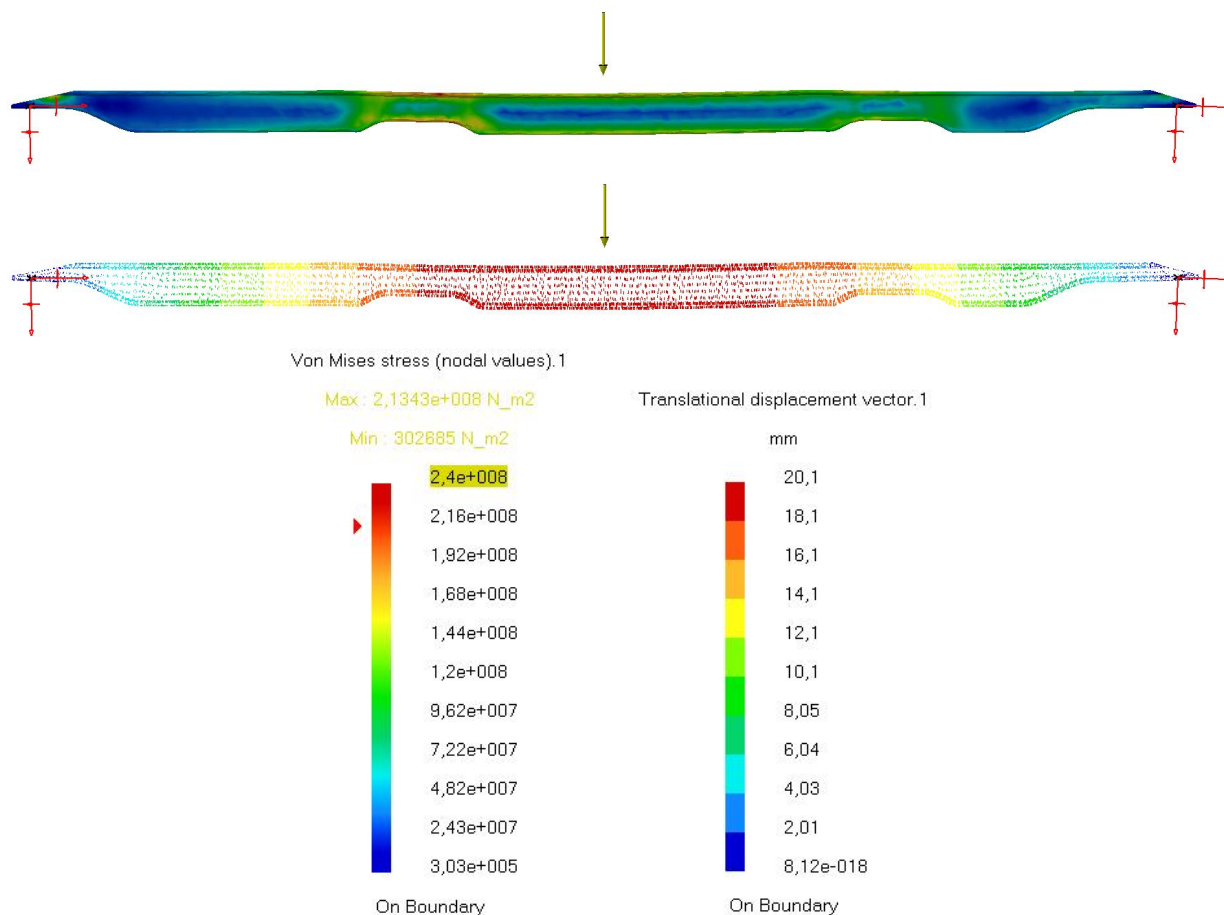 Von Mises stress (nodal values).1
Max : 2,1343e+008 N_m2
Min : 302685 N_m2
2,4e+008
2,16e+008
1,92e+008
1,68e+008
1,44e+008
1,2e+008
9,62e+007
7,22e+007
4,82e+007
2,43e+007
3,03e+005
On Boundary
Translational displacement vector.1
mm
20,1
18,1
16,1
14,1
12,1
10,1
8,05
6,04
4,03
2,01
8,12e-018
On Boundary